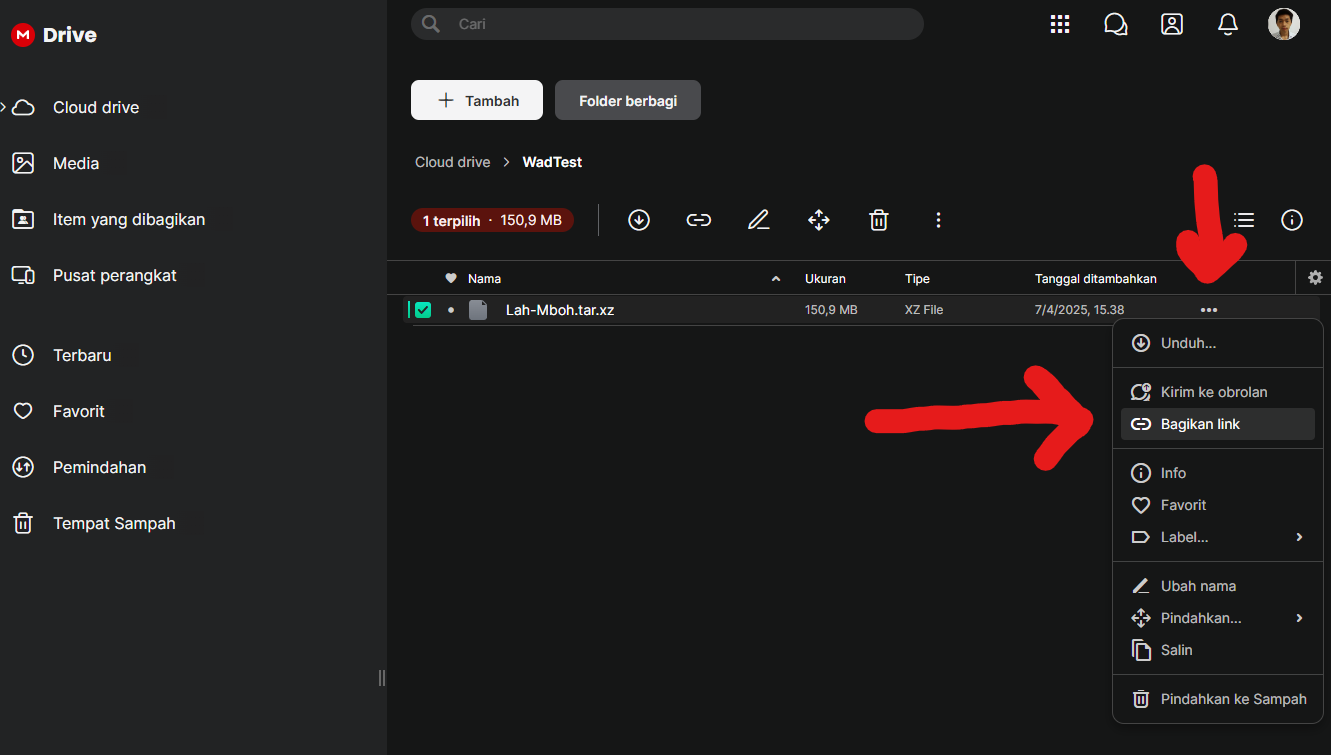 Drive
Cari
Cloud drive
Media
Item yang dibagikan
Pusat perangkat
Terbaru
Favorit
Pemindahan
Tempat Sampah
Tambah
Folder berbagi
Cloud drive > WadTest
1 terpilih · 150,9 MB
Nama Ukuran Tipe Tanggal ditambahkan
Lah-Mboh.tar.xz 150,9 MB XZ File 7/4/2025, 15.38
Unduh...
Kirim ke obrolan
Bagikan link
Info
Favorit
Label...
Ubah nama
Pindahkan...
Salin
Pindahkan ke Sampah